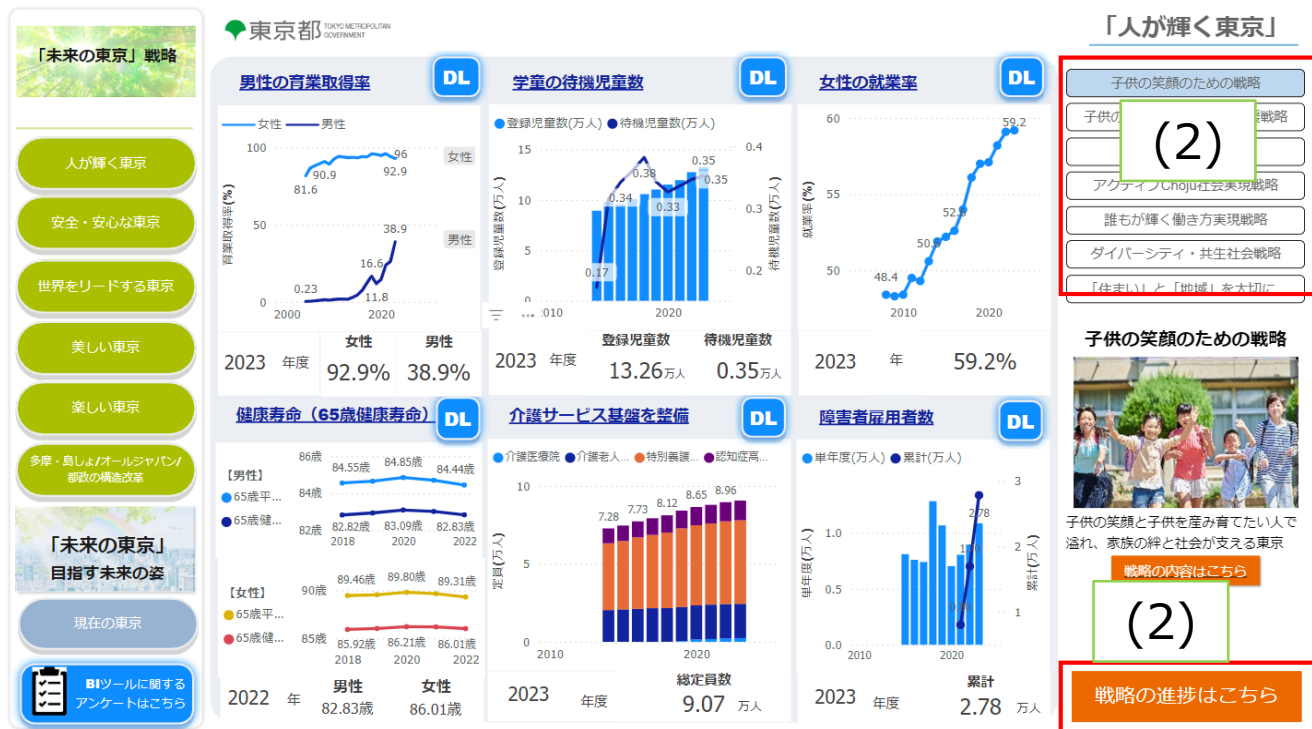 「未来の東京」戦略
人が輝く東京
安全・安心な東京
世界をリードする東京
美しい東京
楽しい東京
多摩・島しょ/オールジャパン/
都政の構造改革
「未来の東京」
目指す未来の姿
現在の東京
BIツールに関する
アンケートはこちら
東京都 TOKYO METROPOLITAN
GOVERNMENT
男性の育業取得率 DL
女性 男性
100
50
0
育業取得率(%)
81.6
90.9
96
92.9
女性
38.9
男性
16.6
11.8
0.23
2000 2020
女性 男性
2023 年度 92.9% 38.9%
学童の待機児童数 DL
登録児童数(万人) 待機児童数(万人)
15
10
5
0
登録児童数(万人)
0.4
0.3
0.2
待機児童数(万人)
0.17
0.34
0.38
0.33
0.35
0.35
2010 2020
登録児童数 待機児童数
2023 年度 13.26万人 0.35万人
女性の就業率 DL
60
55
50
就業率(%)
48.4
59.2
2010 2020
2023 年 59.2%
健康寿命（65歳健康寿命） DL
【男性】
65歳平...
65歳健...
86歳
84歳
82歳
84.55歳 84.85歳 84.44歳
82.82歳 83.09歳 82.83歳
2018 2020 2022
【女性】
65歳平...
65歳健...
90歳
85歳
89.46歳 89.80歳 89.31歳
85.92歳 86.21歳 86.01歳
2018 2020 2022
男性 女性
2022 年 82.83歳 86.01歳
介護サービス基盤を整備 DL
介護医療院 介護老人... 特別養護... 認知症高...
10
5
0
定員(万人)
7.28 7.73 8.12 8.65 8.96
2010 2020
総定員数
2023 年度 9.07 万人
障害者雇用者数 DL
単年度(万人) 累計(万人)
1.0
0.5
0.0
単年度(万人)
3
2
1
累計(万人)
2.78
2010 2020
累計
2023 年度 2.78 万人
「人が輝く東京」
子供の笑顔のための戦略
子供の
戦略
(2)
アクティブChoju社会実現戦略
誰もが輝く働き方実現戦略
ダイバーシティ・共生社会戦略
「住まい」と「地域」を大切に
子供の笑顔のための戦略
子供の笑顔と子供を産み育てたい人で
溢れ、家族の絆と社会が支える東京
戦略の内容はこちら
(2)
戦略の進捗はこちら